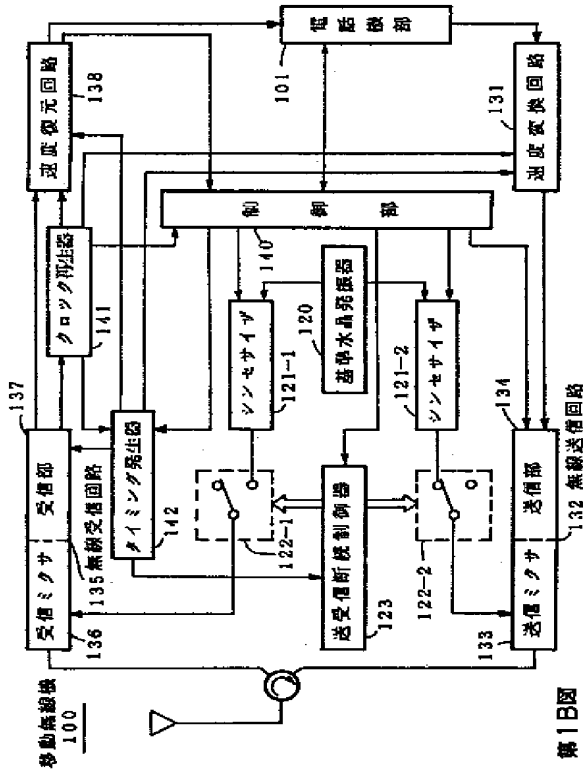 移動無線機
100
受信ミクサ
受信部
136
137
135無線受信回路
クロック再生器
141
速度復元回路
138
電話機部
101
タイミング発生器
142
制御部
140
シンセサイザ
121-1
122-1
基準水晶発振器
120
送受信断続制御器
123
シンセサイザ
121-2
122-2
速度変換回路
131
送信ミクサ
送信部
133
134
132無線送信回路
第1B図